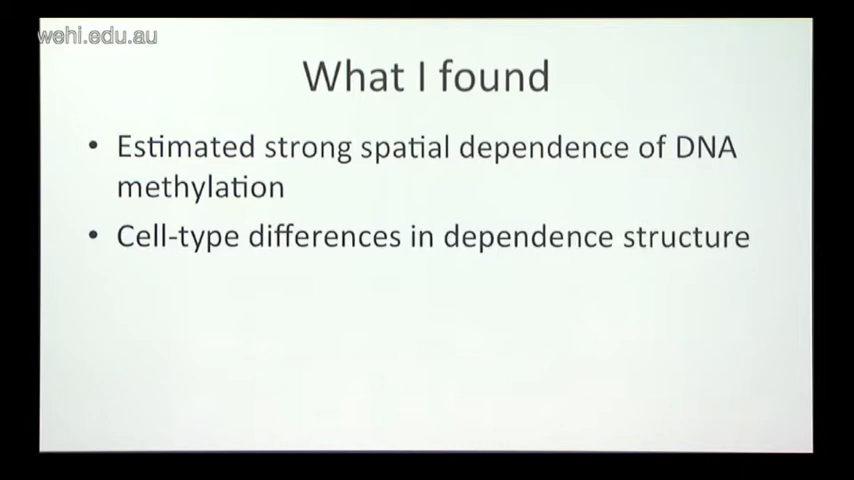 wehi.edu.au
What I found
• Estimated strong spatial dependence of DNA
methylation
• Cell-type differences in dependence structure